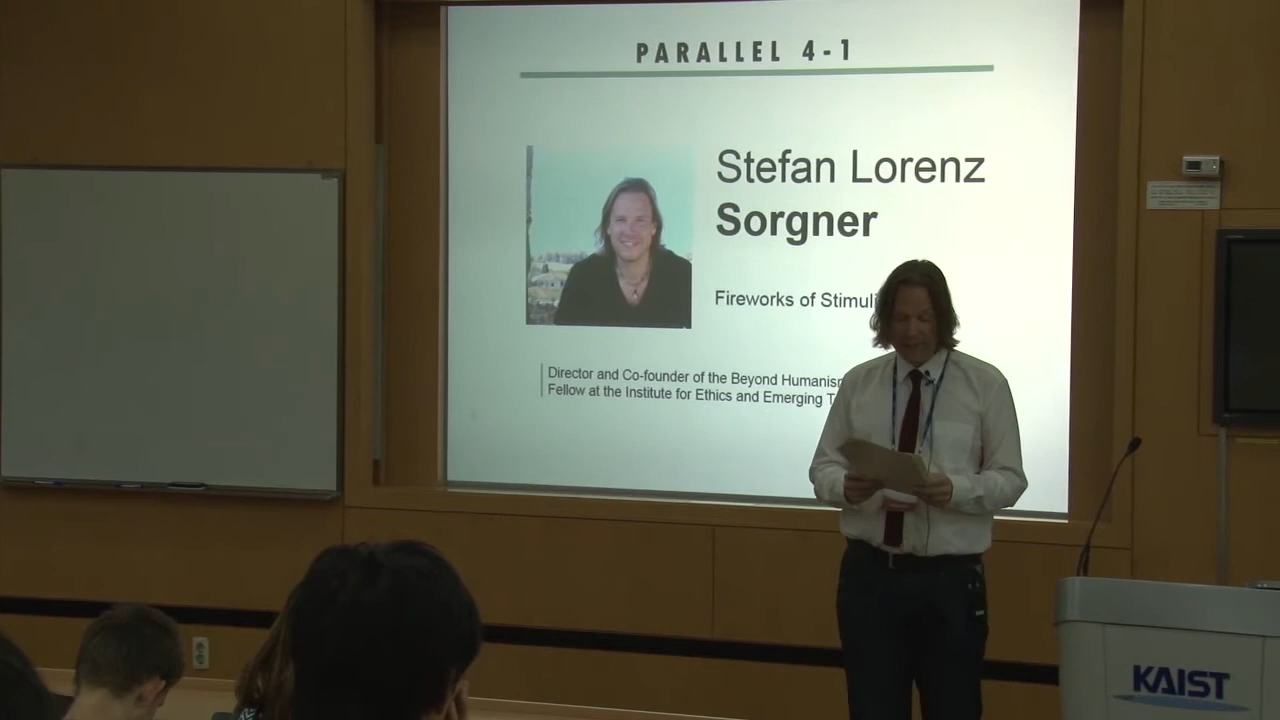 PARALLEL 4-1
Stefan Lorenz
Sorgner
Fireworks of Stimuli
Director and Co-founder of the Beyond Humanism
Fellow at the Institute for Ethics and Emerging
KAIST